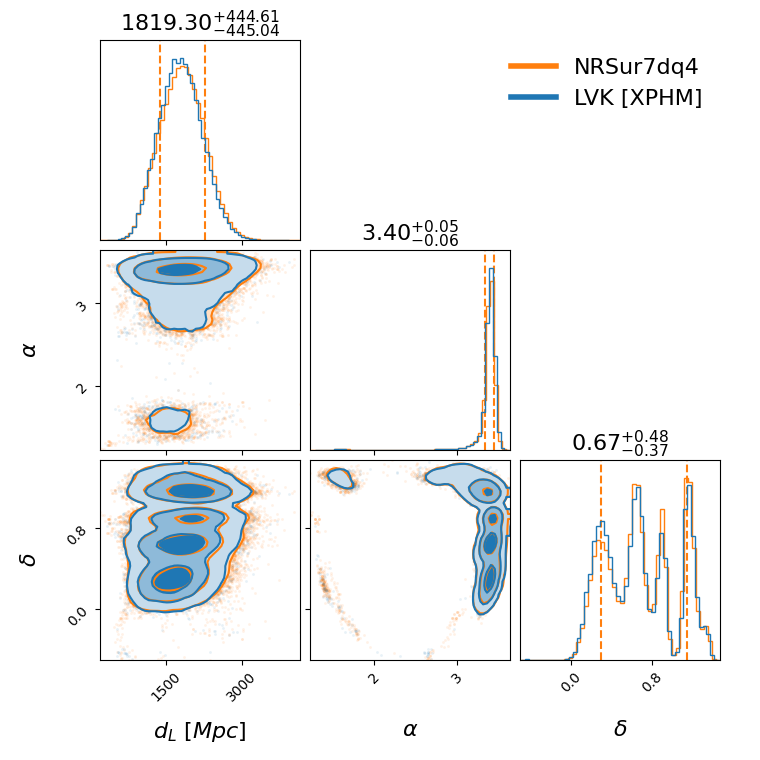 1819.30+444.61−445.04
NRSur7dq4
LVK [XPHM]
3.40+0.05−0.06
α
3
2
0.67+0.48−0.37
δ
0.8
0.0
1500
3000
2
3
0.0
0.8
d_L [Mpc]
α
δ